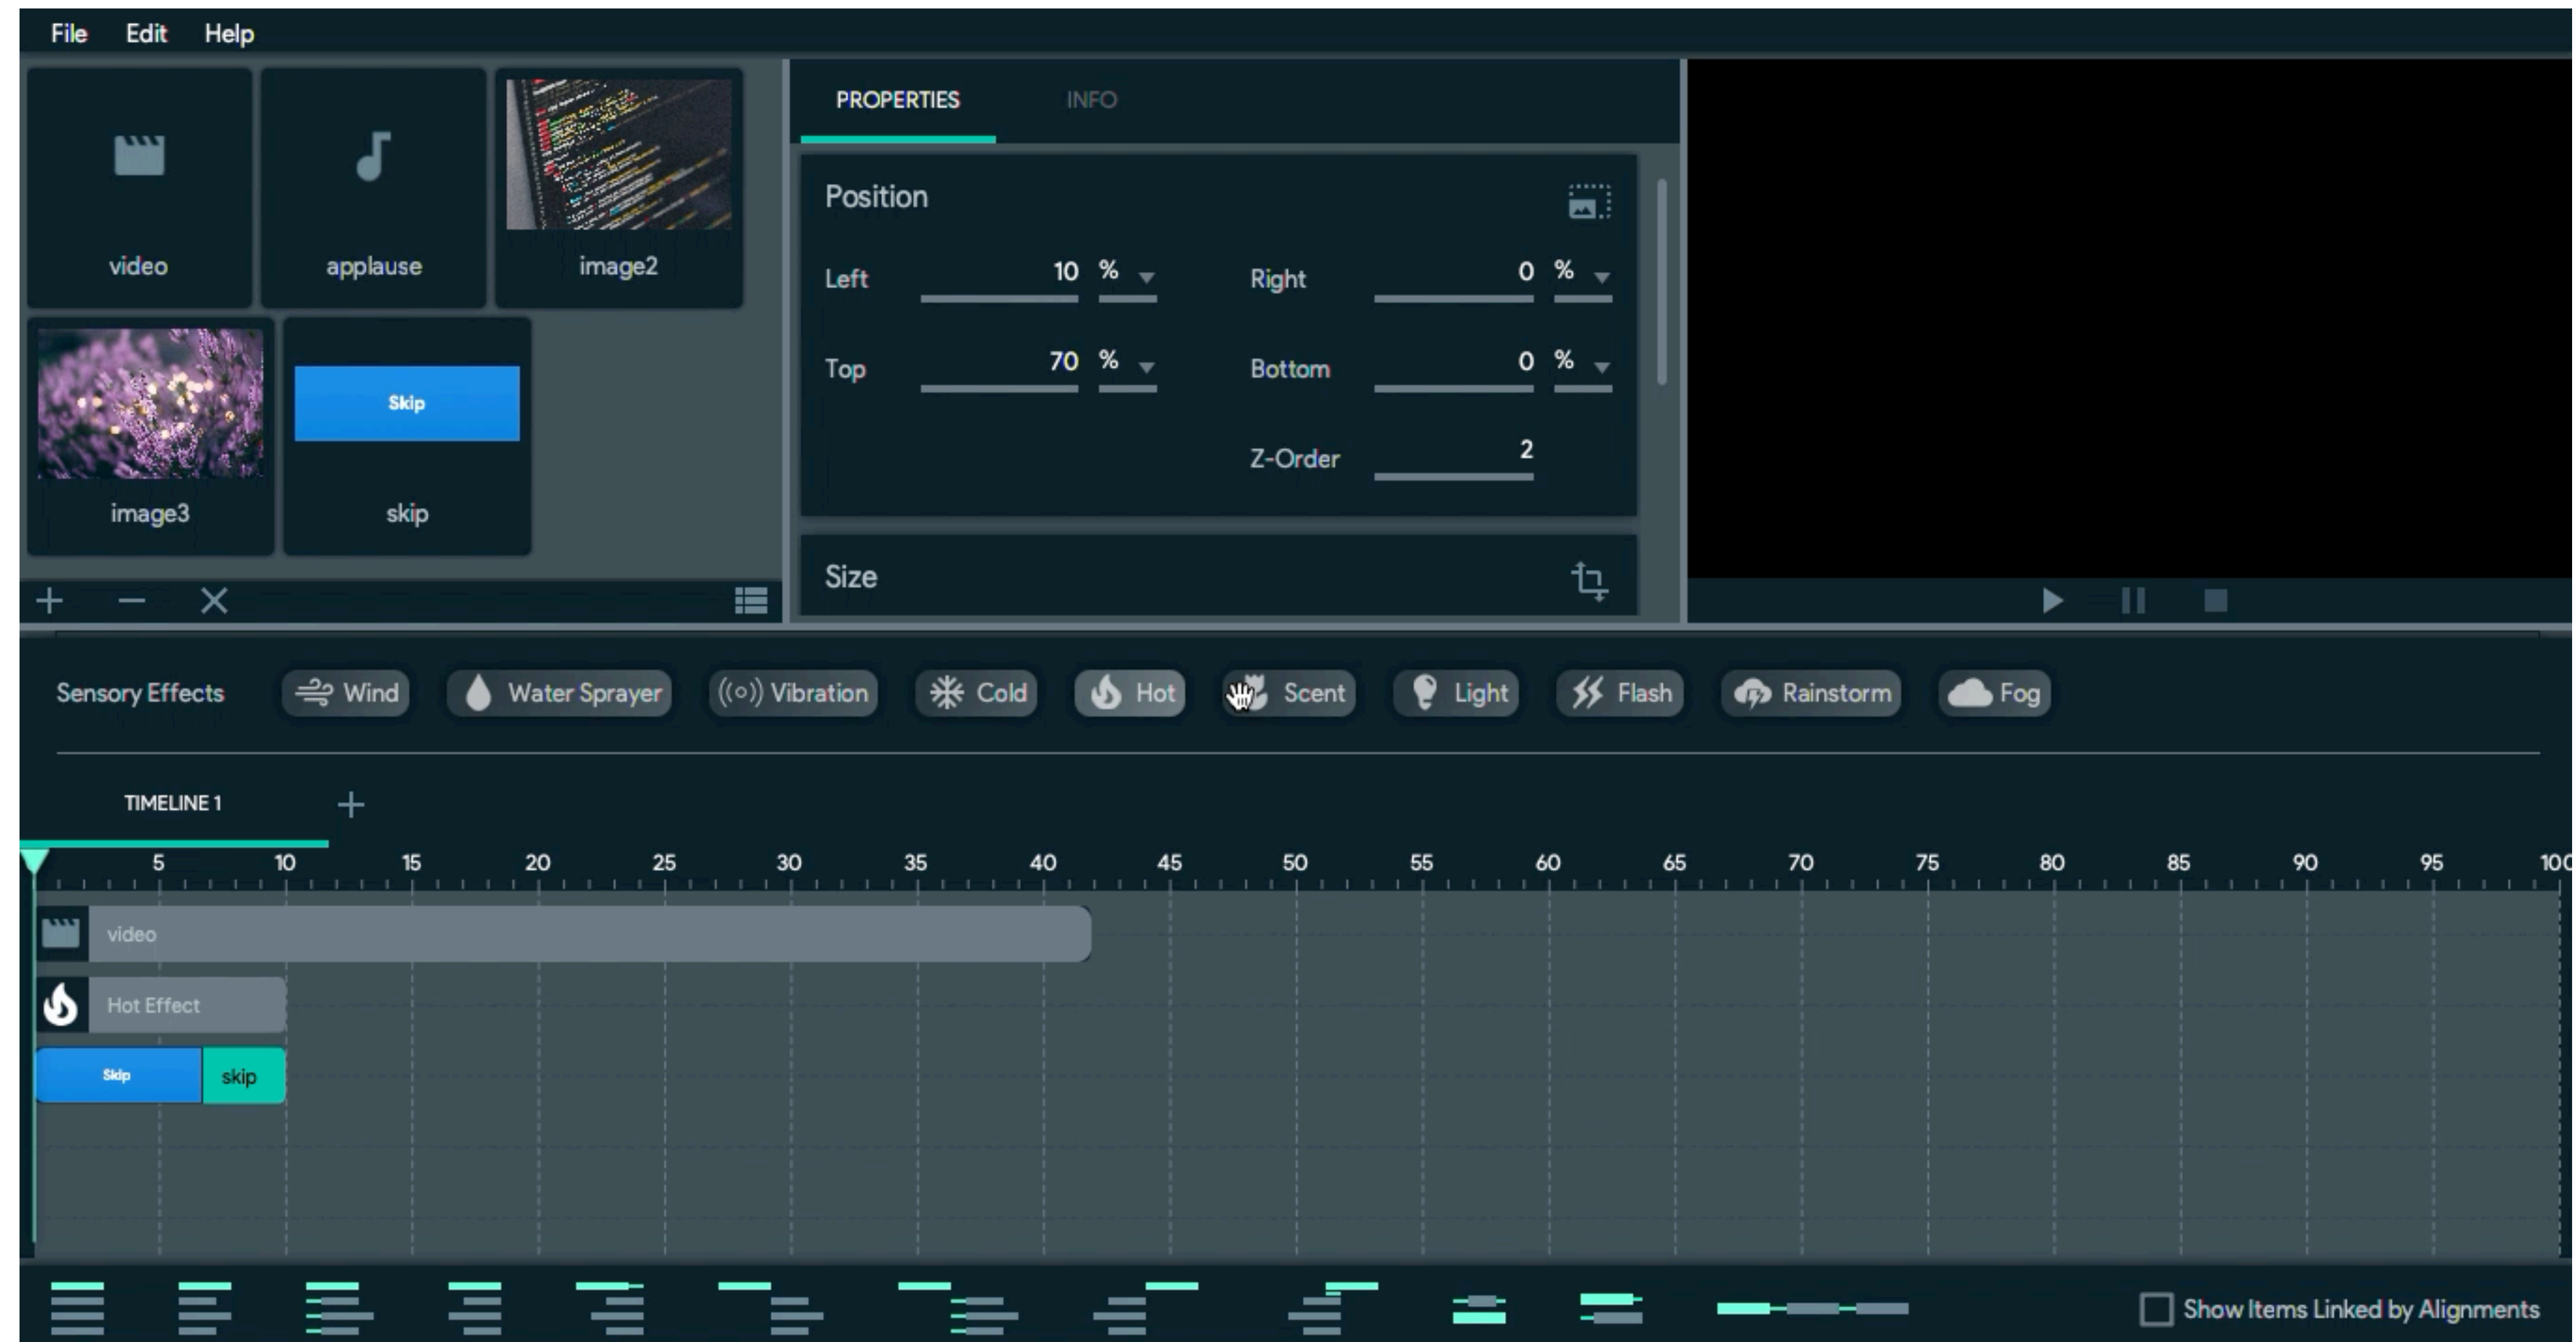 File Edit Help
video applause image2
Skip
image3 skip
PROPERTIES INFO
Position
Left 10 % Right 0 %
Top 70 % Bottom 0 %
Z-Order 2
Size
Sensory Effects Wind Water Sprayer Vibration Cold Hot Scent Light Flash Rainstorm Fog
TIMELINE 1
5 10 15 20 25 30 35 40 45 50 55 60 65 70 75 80 85 90 95 100
video
Hot Effect
Skip skip
Show Items Linked by Alignments